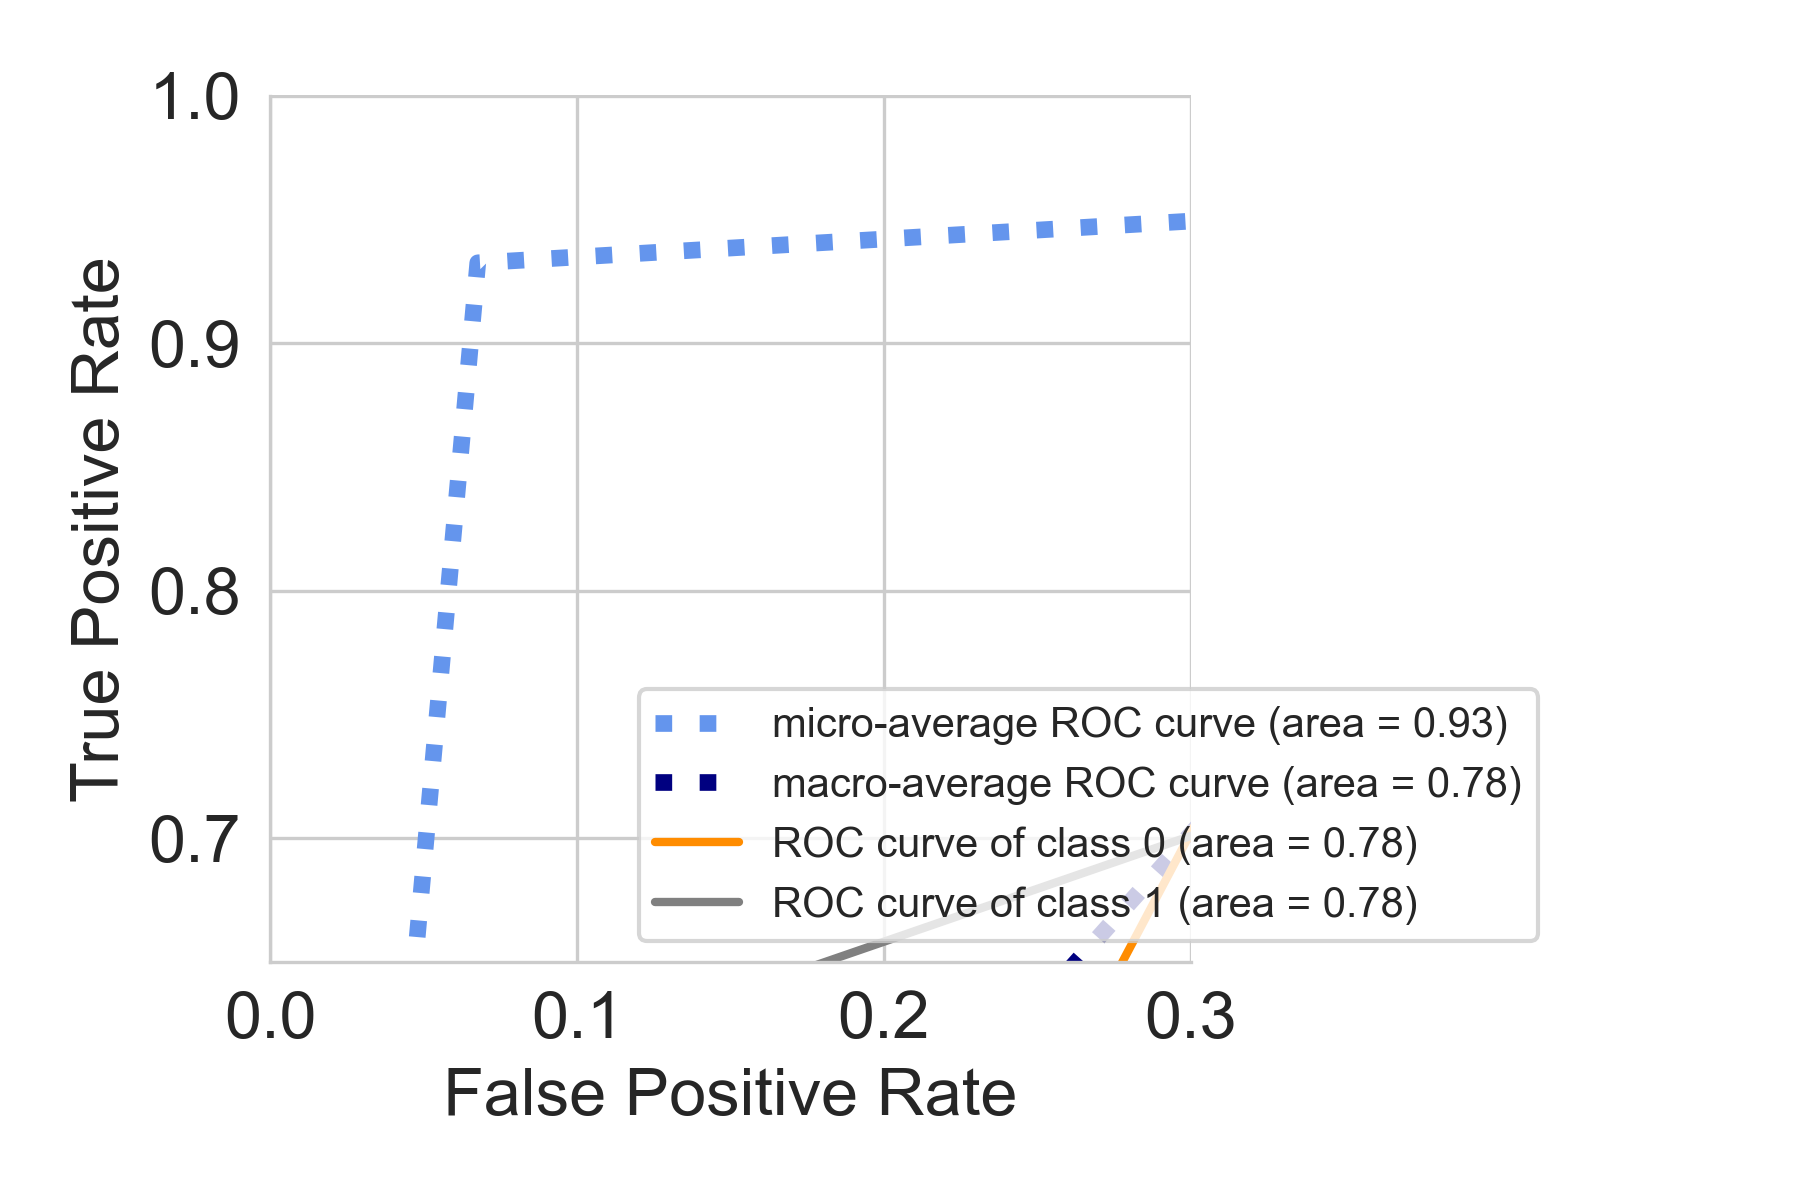 1.0
0.9
0.8
0.7
True Positive Rate
micro-average ROC curve (area = 0.93)
macro-average ROC curve (area = 0.78)
ROC curve of class 0 (area = 0.78)
ROC curve of class 1 (area = 0.78)
0.0 0.1 0.2 0.3
False Positive Rate